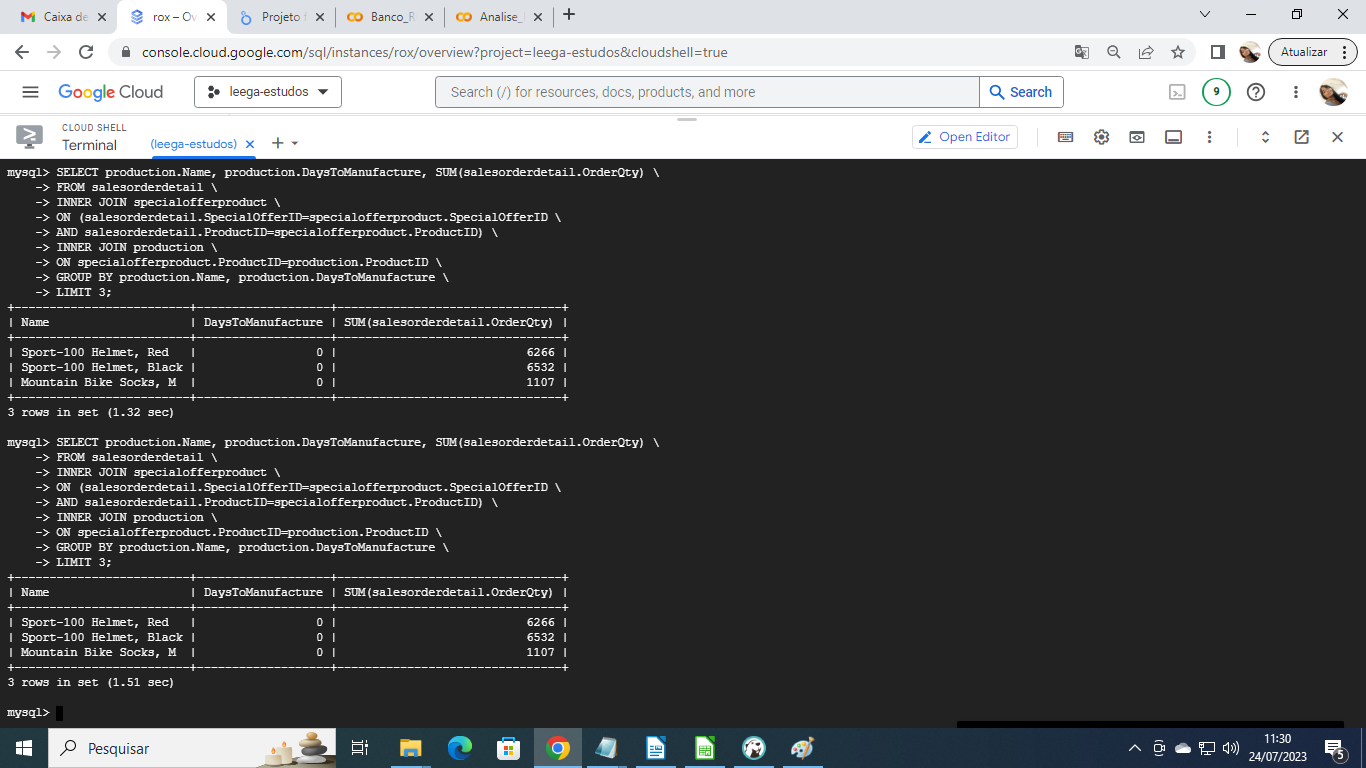 Caixa de
rox – Ov
Projeto f
Banco_R
Analise_
console.cloud.google.com/sql/instances/rox/overview?project=leega-estudos&cloudshell=true
Atualizar
Google Cloud
leega-estudos
Search (/) for resources, docs, products, and more
Search
9
CLOUD SHELL
Terminal
(leega-estudos)
Open Editor
mysql> SELECT production.Name, production.DaysToManufacture, SUM(salesorderdetail.OrderQty) \
-> FROM salesorderdetail \
-> INNER JOIN specialofferproduct \
-> ON (salesorderdetail.SpecialOfferID=specialofferproduct.SpecialOfferID \
-> AND salesorderdetail.ProductID=specialofferproduct.ProductID) \
-> INNER JOIN production \
-> ON specialofferproduct.ProductID=production.ProductID \
-> GROUP BY production.Name, production.DaysToManufacture \
-> LIMIT 3;
+-------------------------+-------------------+--------------------------------+
| Name | DaysToManufacture | SUM(salesorderdetail.OrderQty) |
+-------------------------+-------------------+--------------------------------+
| Sport-100 Helmet, Red | 0 | 6266 |
| Sport-100 Helmet, Black | 0 | 6532 |
| Mountain Bike Socks, M | 0 | 1107 |
+-------------------------+-------------------+--------------------------------+
3 rows in set (1.32 sec)
mysql> SELECT production.Name, production.DaysToManufacture, SUM(salesorderdetail.OrderQty) \
-> FROM salesorderdetail \
-> INNER JOIN specialofferproduct \
-> ON (salesorderdetail.SpecialOfferID=specialofferproduct.SpecialOfferID \
-> AND salesorderdetail.ProductID=specialofferproduct.ProductID) \
-> INNER JOIN production \
-> ON specialofferproduct.ProductID=production.ProductID \
-> GROUP BY production.Name, production.DaysToManufacture \
-> LIMIT 3;
+-------------------------+-------------------+--------------------------------+
| Name | DaysToManufacture | SUM(salesorderdetail.OrderQty) |
+-------------------------+-------------------+--------------------------------+
| Sport-100 Helmet, Red | 0 | 6266 |
| Sport-100 Helmet, Black | 0 | 6532 |
| Mountain Bike Socks, M | 0 | 1107 |
+-------------------------+-------------------+--------------------------------+
3 rows in set (1.51 sec)
mysql>
Pesquisar
11:30
24/07/2023
5